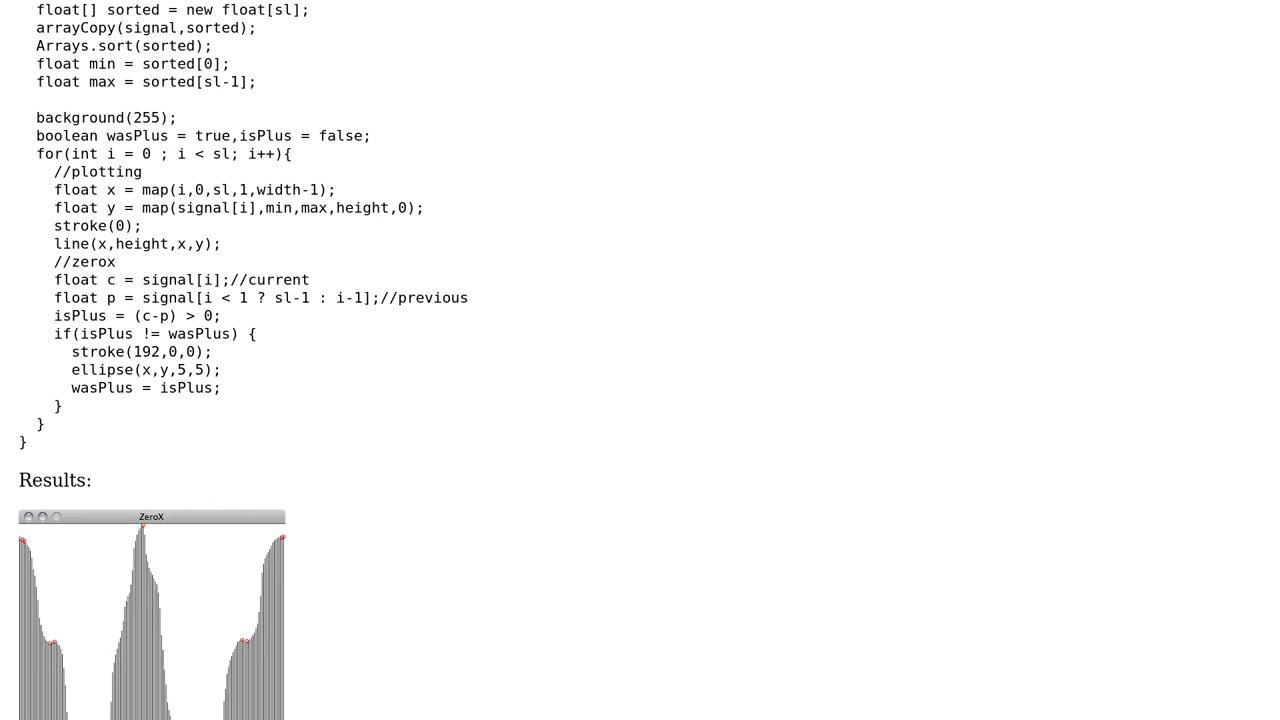 float[] sorted = new float[sl];
arrayCopy(signal,sorted);
Arrays.sort(sorted);
float min = sorted[0];
float max = sorted[sl-1];
background(255);
boolean wasPlus = true,isPlus = false;
for(int i = 0 ; i < sl; i++){
//plotting
float x = map(i,0,sl,1,width-1);
float y = map(signal[i],min,max,height,0);
stroke(0);
line(x,height,x,y);
//zerox
float c = signal[i];//current
float p = signal[i < 1 ? sl-1 : i-1];//previous
isPlus = (c-p) > 0;
if(isPlus != wasPlus) {
stroke(192,0,0);
ellipse(x,y,5,5);
wasPlus = isPlus;
}
}
}
Results:
ZeroX